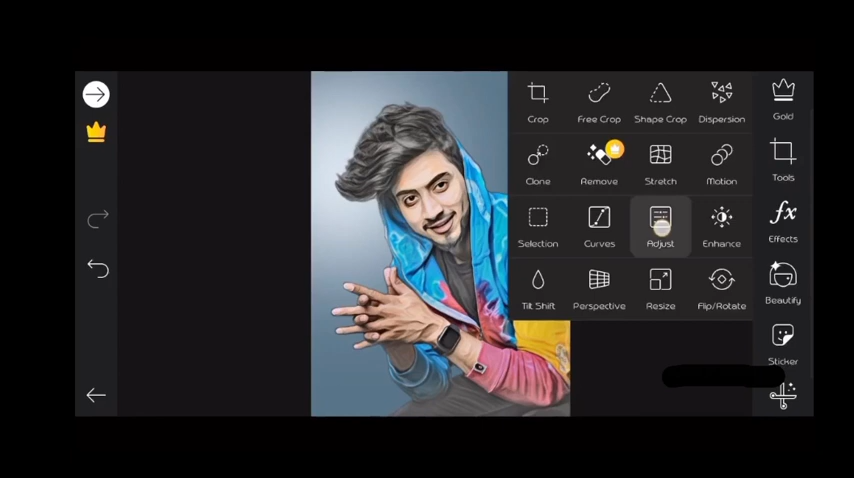 Crop Free Crop Shape Crop Dispersion Gold
Clone Remove Stretch Motion Tools
Selection Curves Adjust Enhance Effects
Tilt Shift Perspective Resize Flip/Rotate Beautify
Sticker